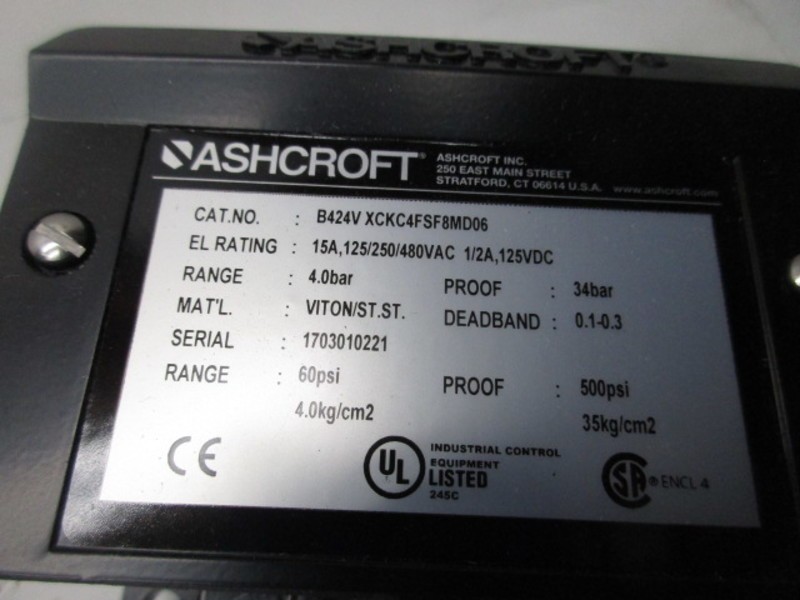 ASHCROFT®
ASHCROFT® ASHCROFT INC.
250 EAST MAIN STREET
STRATFORD, CT 06614 U.S.A. www.ashcroft.com
CAT.NO. : B424V XCKC4FSF8MD06
EL RATING : 15A,125/250/480VAC 1/2A,125VDC
RANGE : 4.0bar PROOF : 34bar
MAT'L. : VITON/ST.ST. DEADBAND : 0.1-0.3
SERIAL : 1703010221
RANGE : 60psi PROOF : 500psi
4.0kg/cm2 35kg/cm2
CE UL INDUSTRIAL CONTROL
EQUIPMENT
LISTED
245C
SA ® ENCL 4